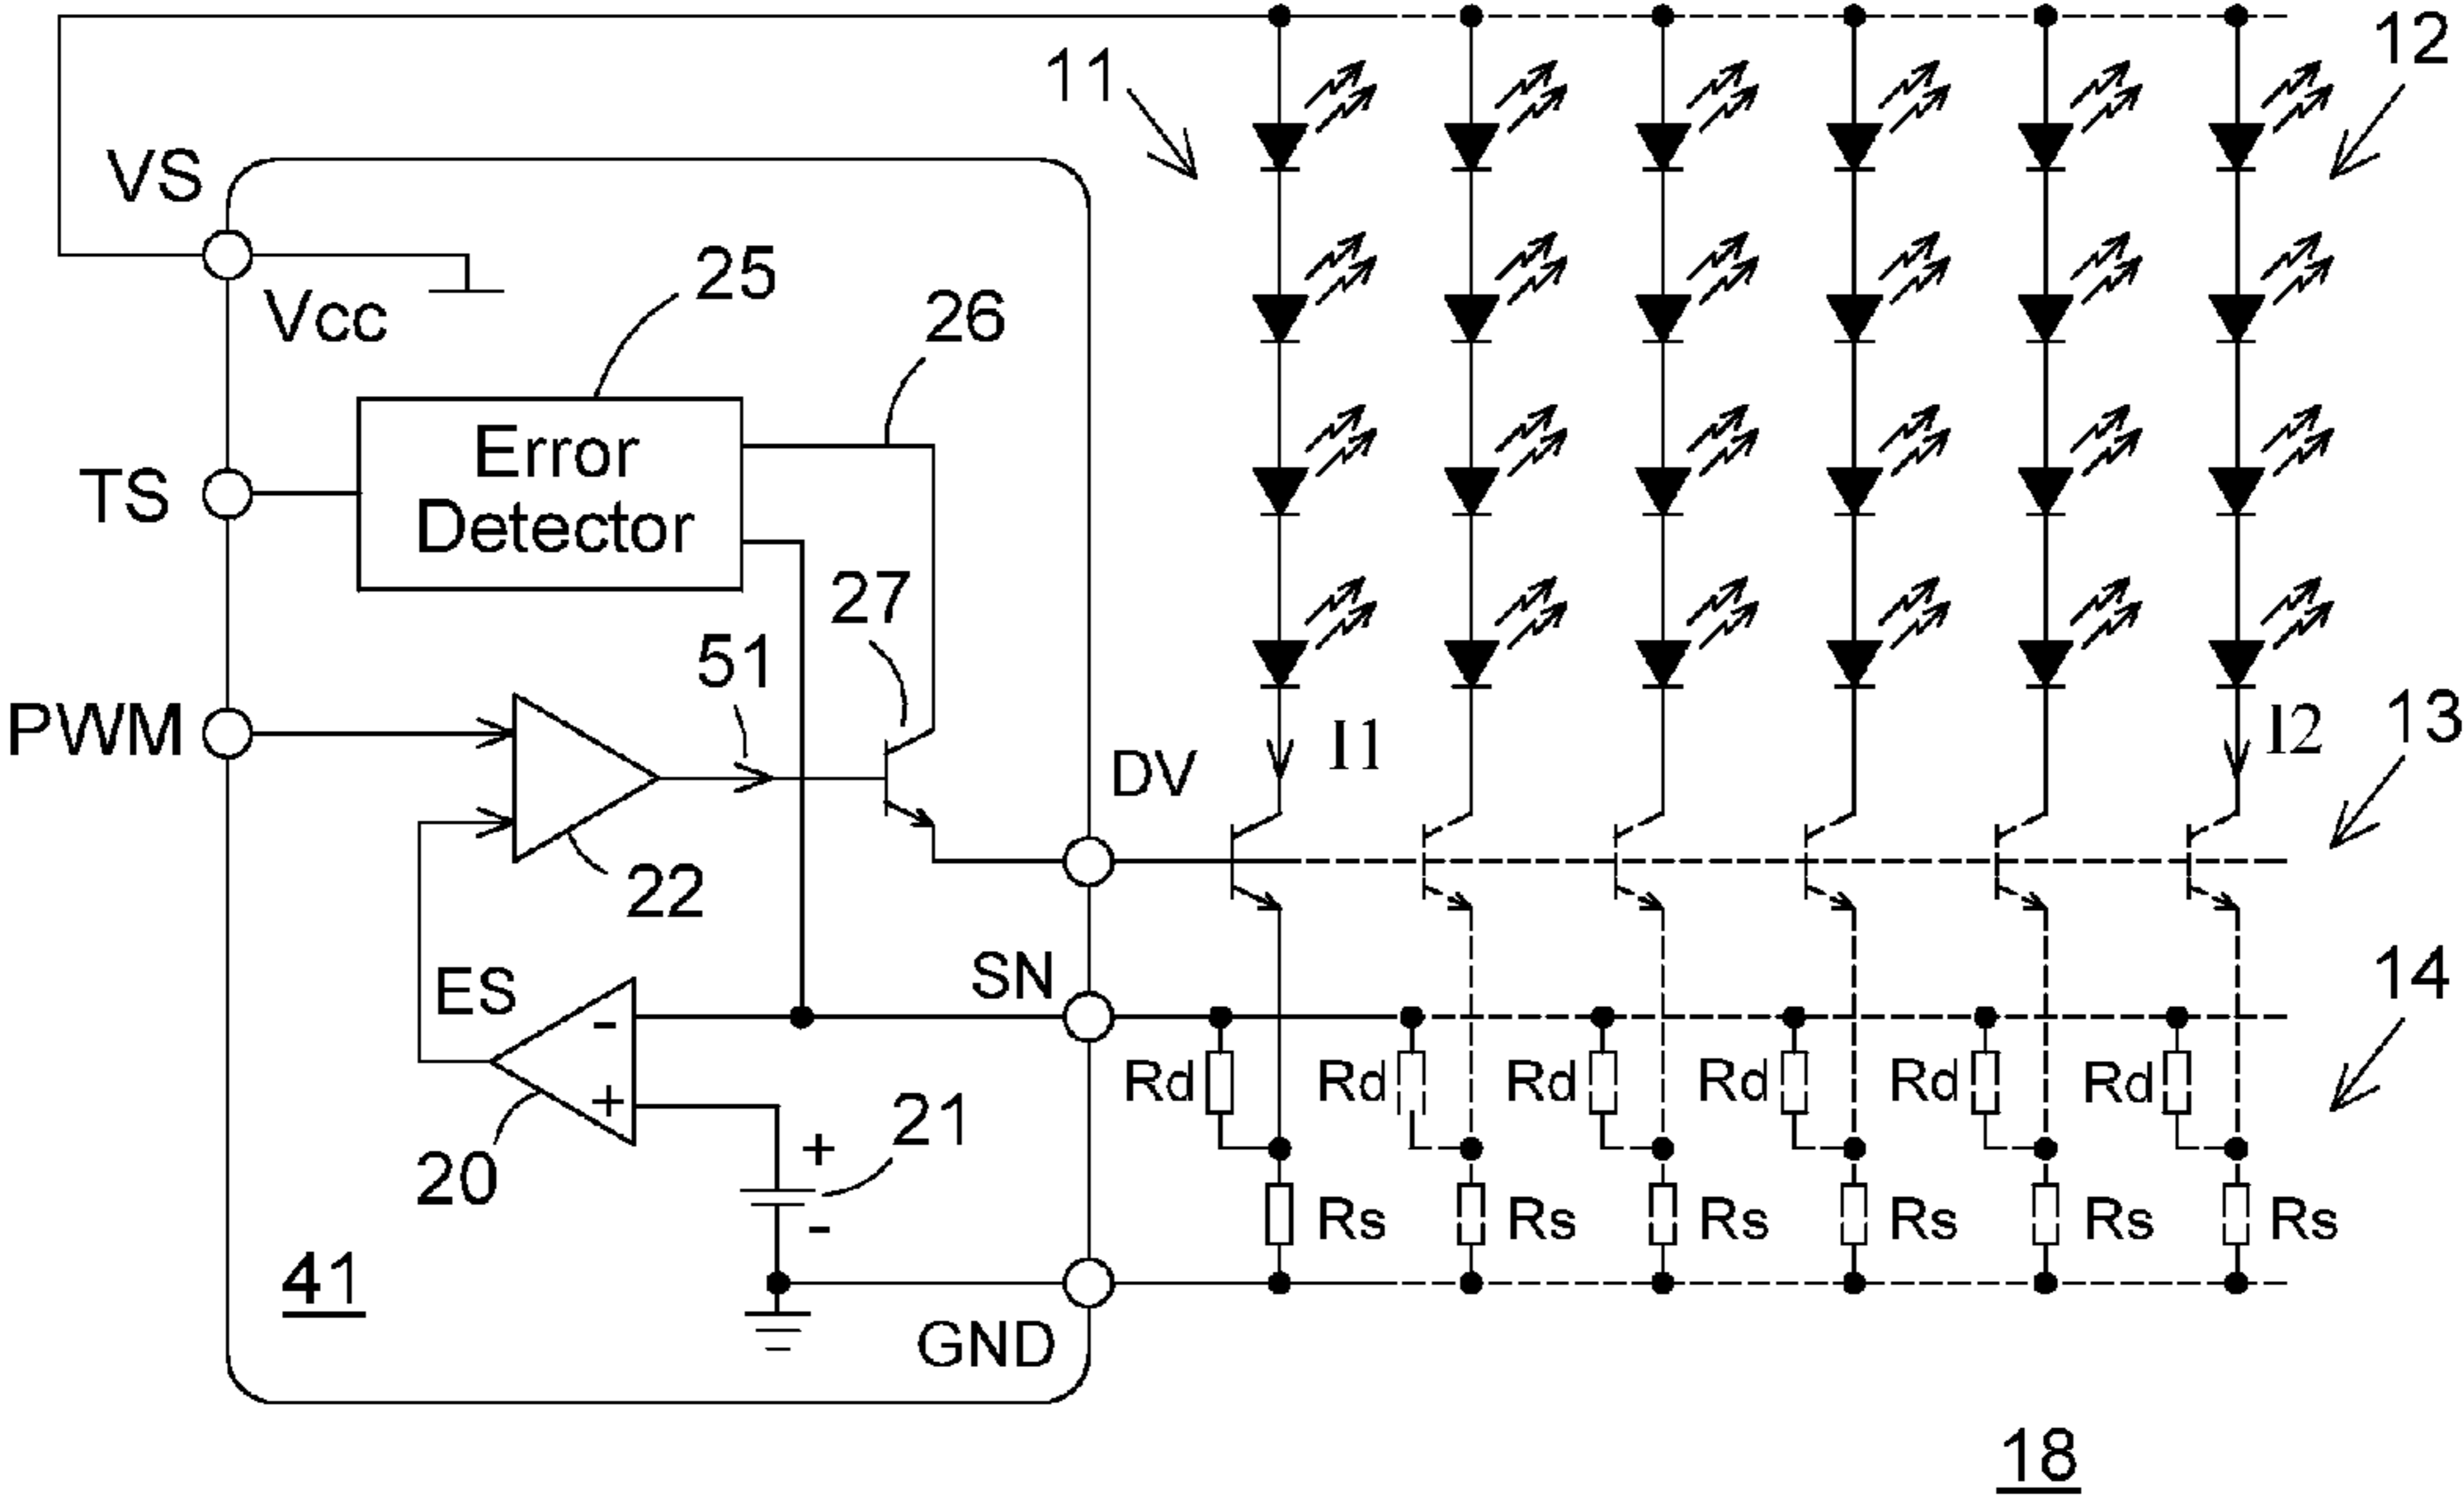 11
12
VS
Vcc
25
26
Error
Detector
TS
27
51
PWM
22
DV
I1
I2
13
ES
SN
14
-
+
20
+
21
-
Rd
Rd
Rd
Rd
Rd
Rd
Rs
Rs
Rs
Rs
Rs
Rs
41
GND
18